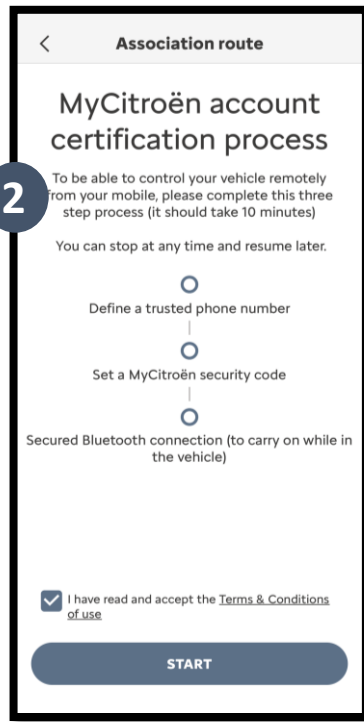 Association route
MyCitroën account
certification process
2
To be able to control your vehicle remotely
from your mobile, please complete this three
step process (it should take 10 minutes)
You can stop at any time and resume later.
Define a trusted phone number
Set a MyCitroën security code
Secured Bluetooth connection (to carry on while in
the vehicle)
I have read and accept the Terms & Conditions
of use
START